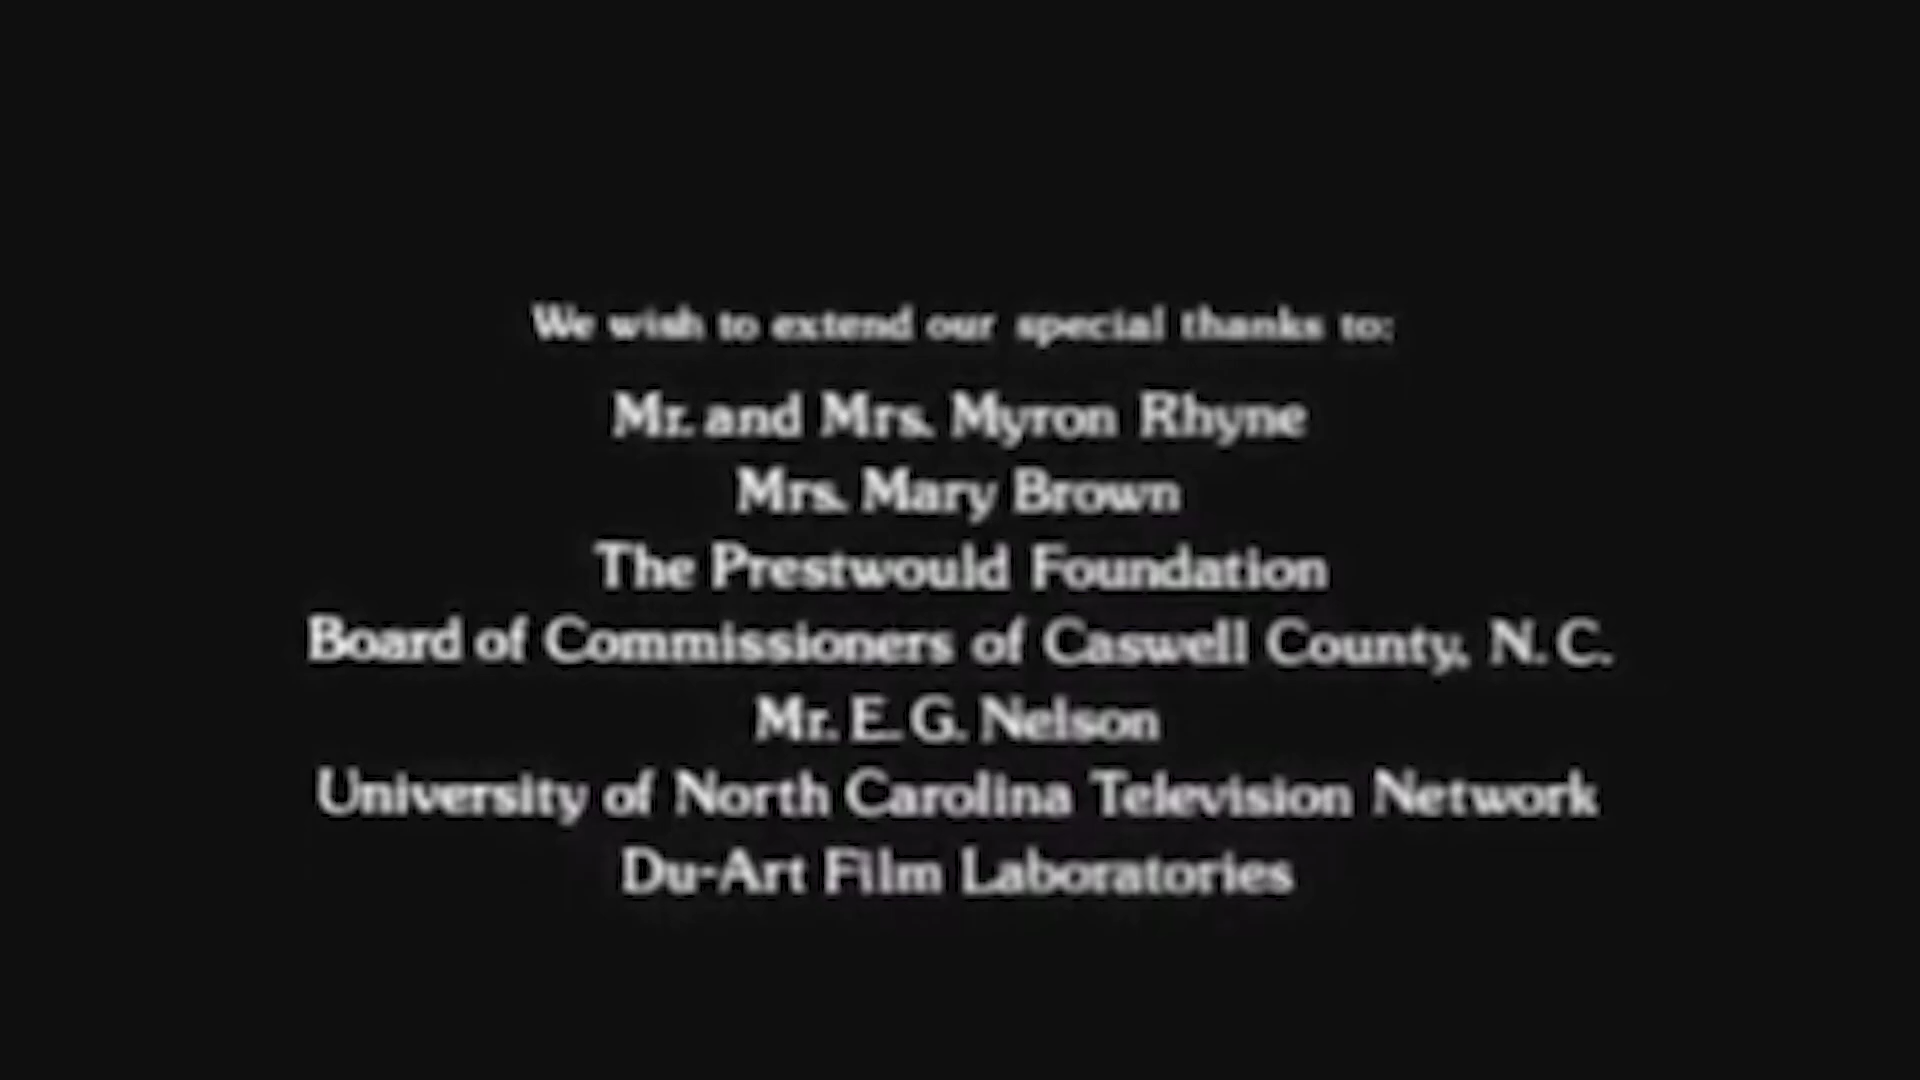 We wish to extend our special thanks to:
Mr. and Mrs. Myron Rhyne
Mrs. Mary Brown
The Prestwould Foundation
Board of Commissioners of Caswell County, N. C.
Mr. E. G. Nelson
University of North Carolina Television Network
Du-Art Film Laboratories